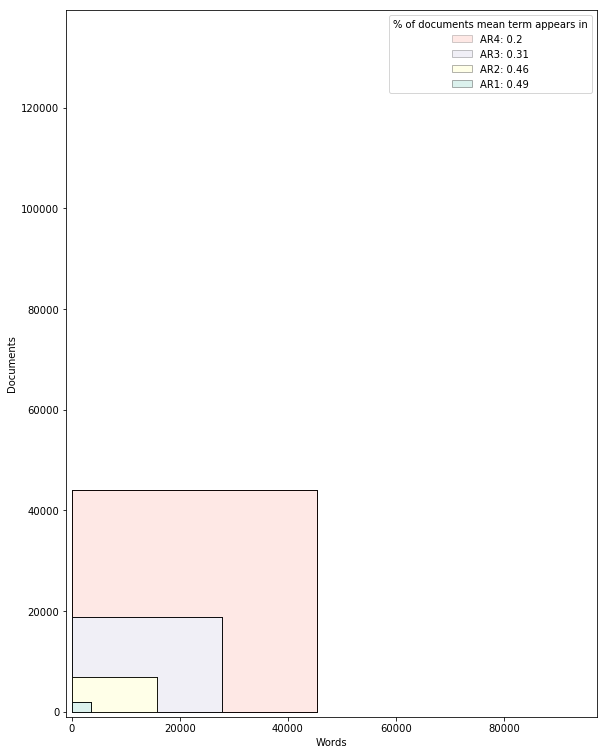 % of documents mean term appears in
AR4: 0.2
AR3: 0.31
AR2: 0.46
AR1: 0.49
120000
100000
80000
60000
40000
20000
0
Documents
0 20000 40000 60000 80000
Words